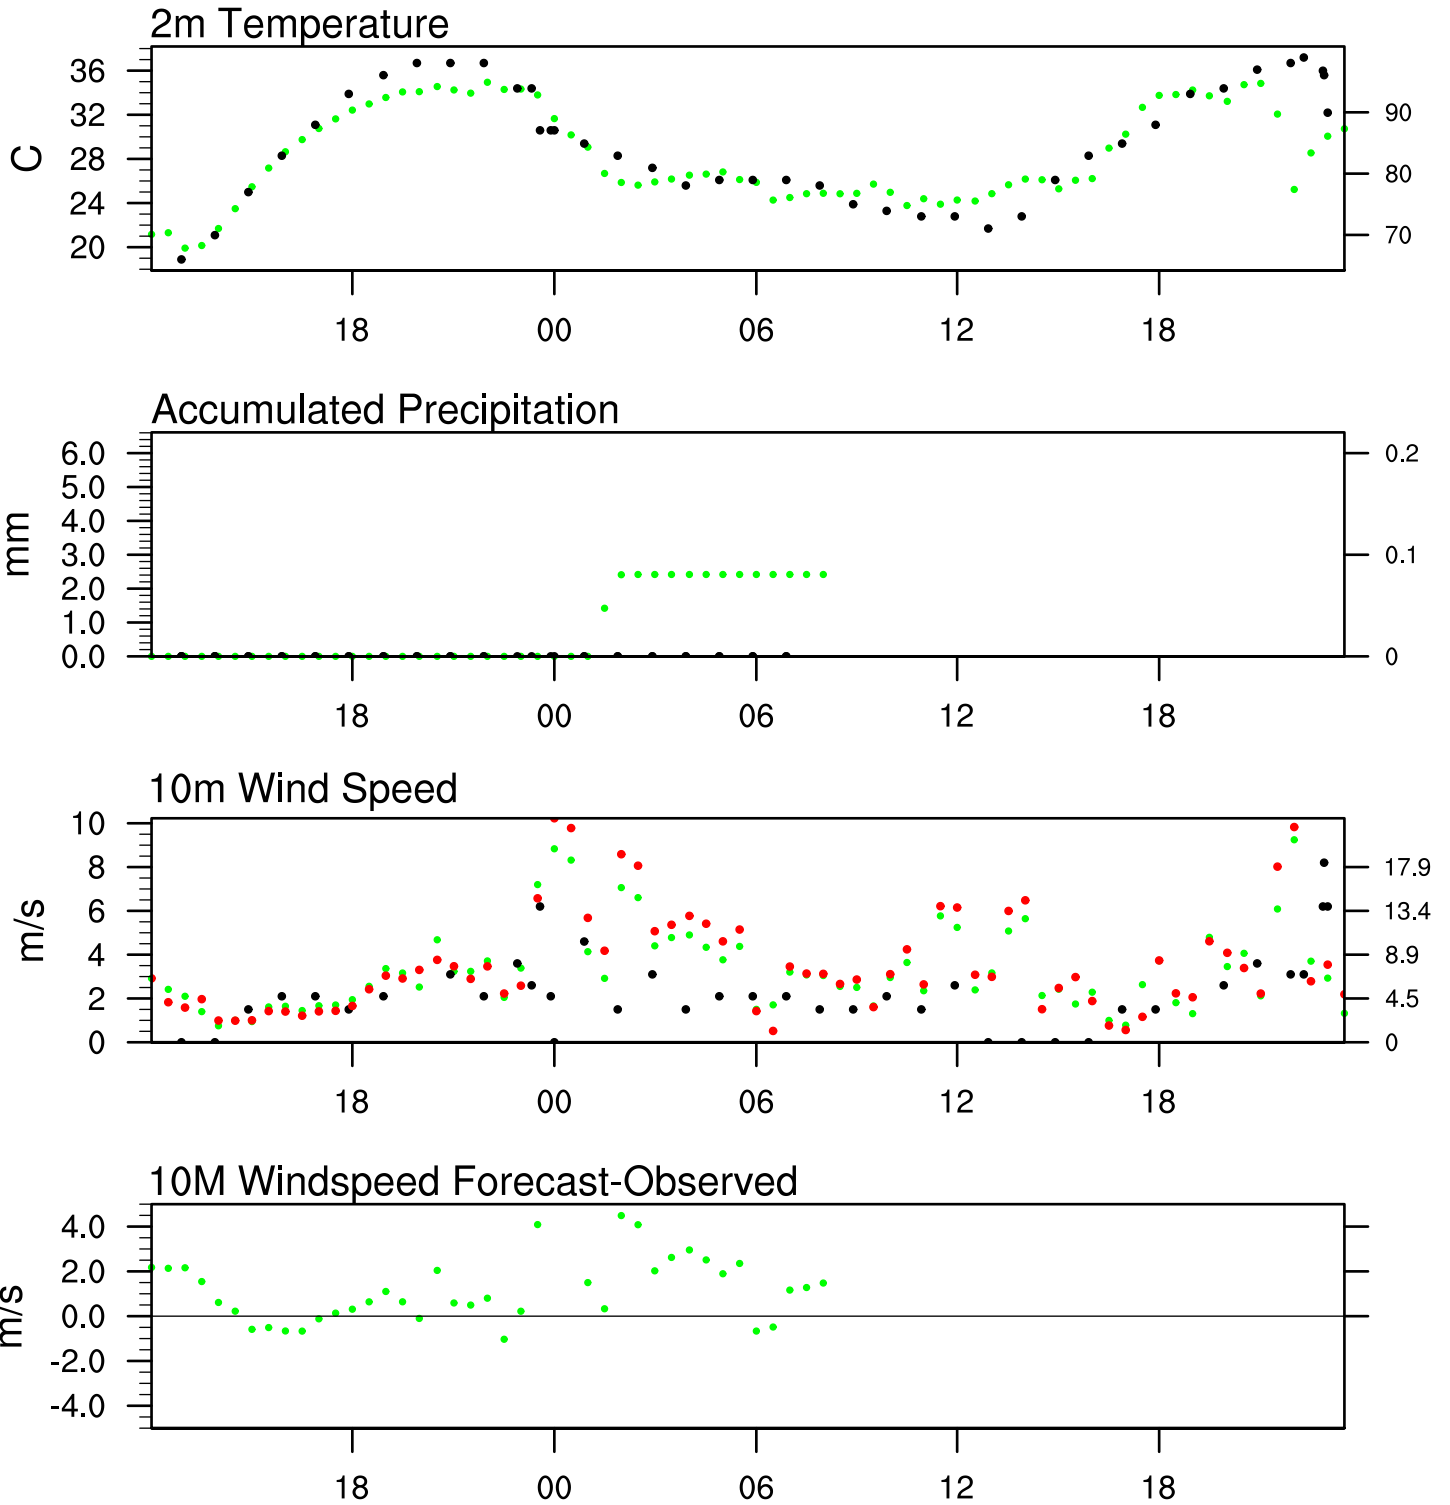 2m Temperature
C
36
32
28
24
20
90
80
70
18 00 06 12 18
Accumulated Precipitation
mm
6.0
5.0
4.0
3.0
2.0
1.0
0.0
0.2
0.1
0
18 00 06 12 18
10m Wind Speed
m/s
10
8
6
4
2
0
17.9
13.4
8.9
4.5
0
18 00 06 12 18
10M Windspeed Forecast-Observed
m/s
4.0
2.0
0.0
-2.0
-4.0
18 00 06 12 18